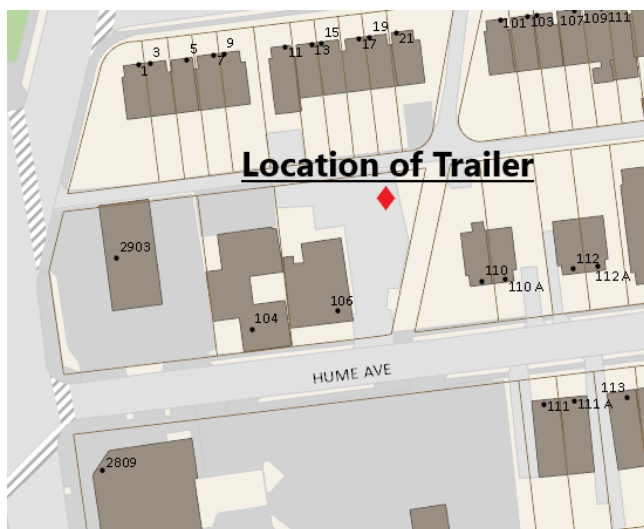 1 3 5 7 9 11 13 15 17 19 21 101 103 107 109 111
Location of Trailer
2903 104 106 110 110 A 112 112 A
HUME AVE
111 111 A 113
2809